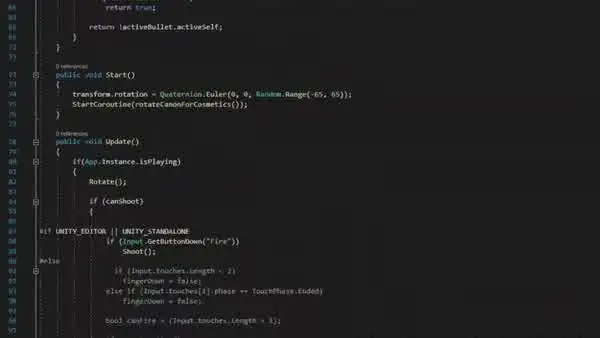 return true;
return !activeBullet.activeSelf;
}
}
0 references
public void Start()
{
transform.rotation = Quaternion.Euler(0, 0, Random.Range(-65, 65));
StartCoroutine(rotateCanonForCosmetics());
}
0 references
public void Update()
{
if(App.Instance.isPlaying)
{
Rotate();
if (canShoot)
{
#if UNITY_EDITOR || UNITY_STANDALONE
if (Input.GetButtonDown("Fire"))
Shoot();
#else
if (Input.touches.Length < 2)
fingerDown = false;
else if (Input.touches[1].phase == TouchPhase.Ended)
fingerDown = false;
bool canFire = (Input.touches.Length > 1);